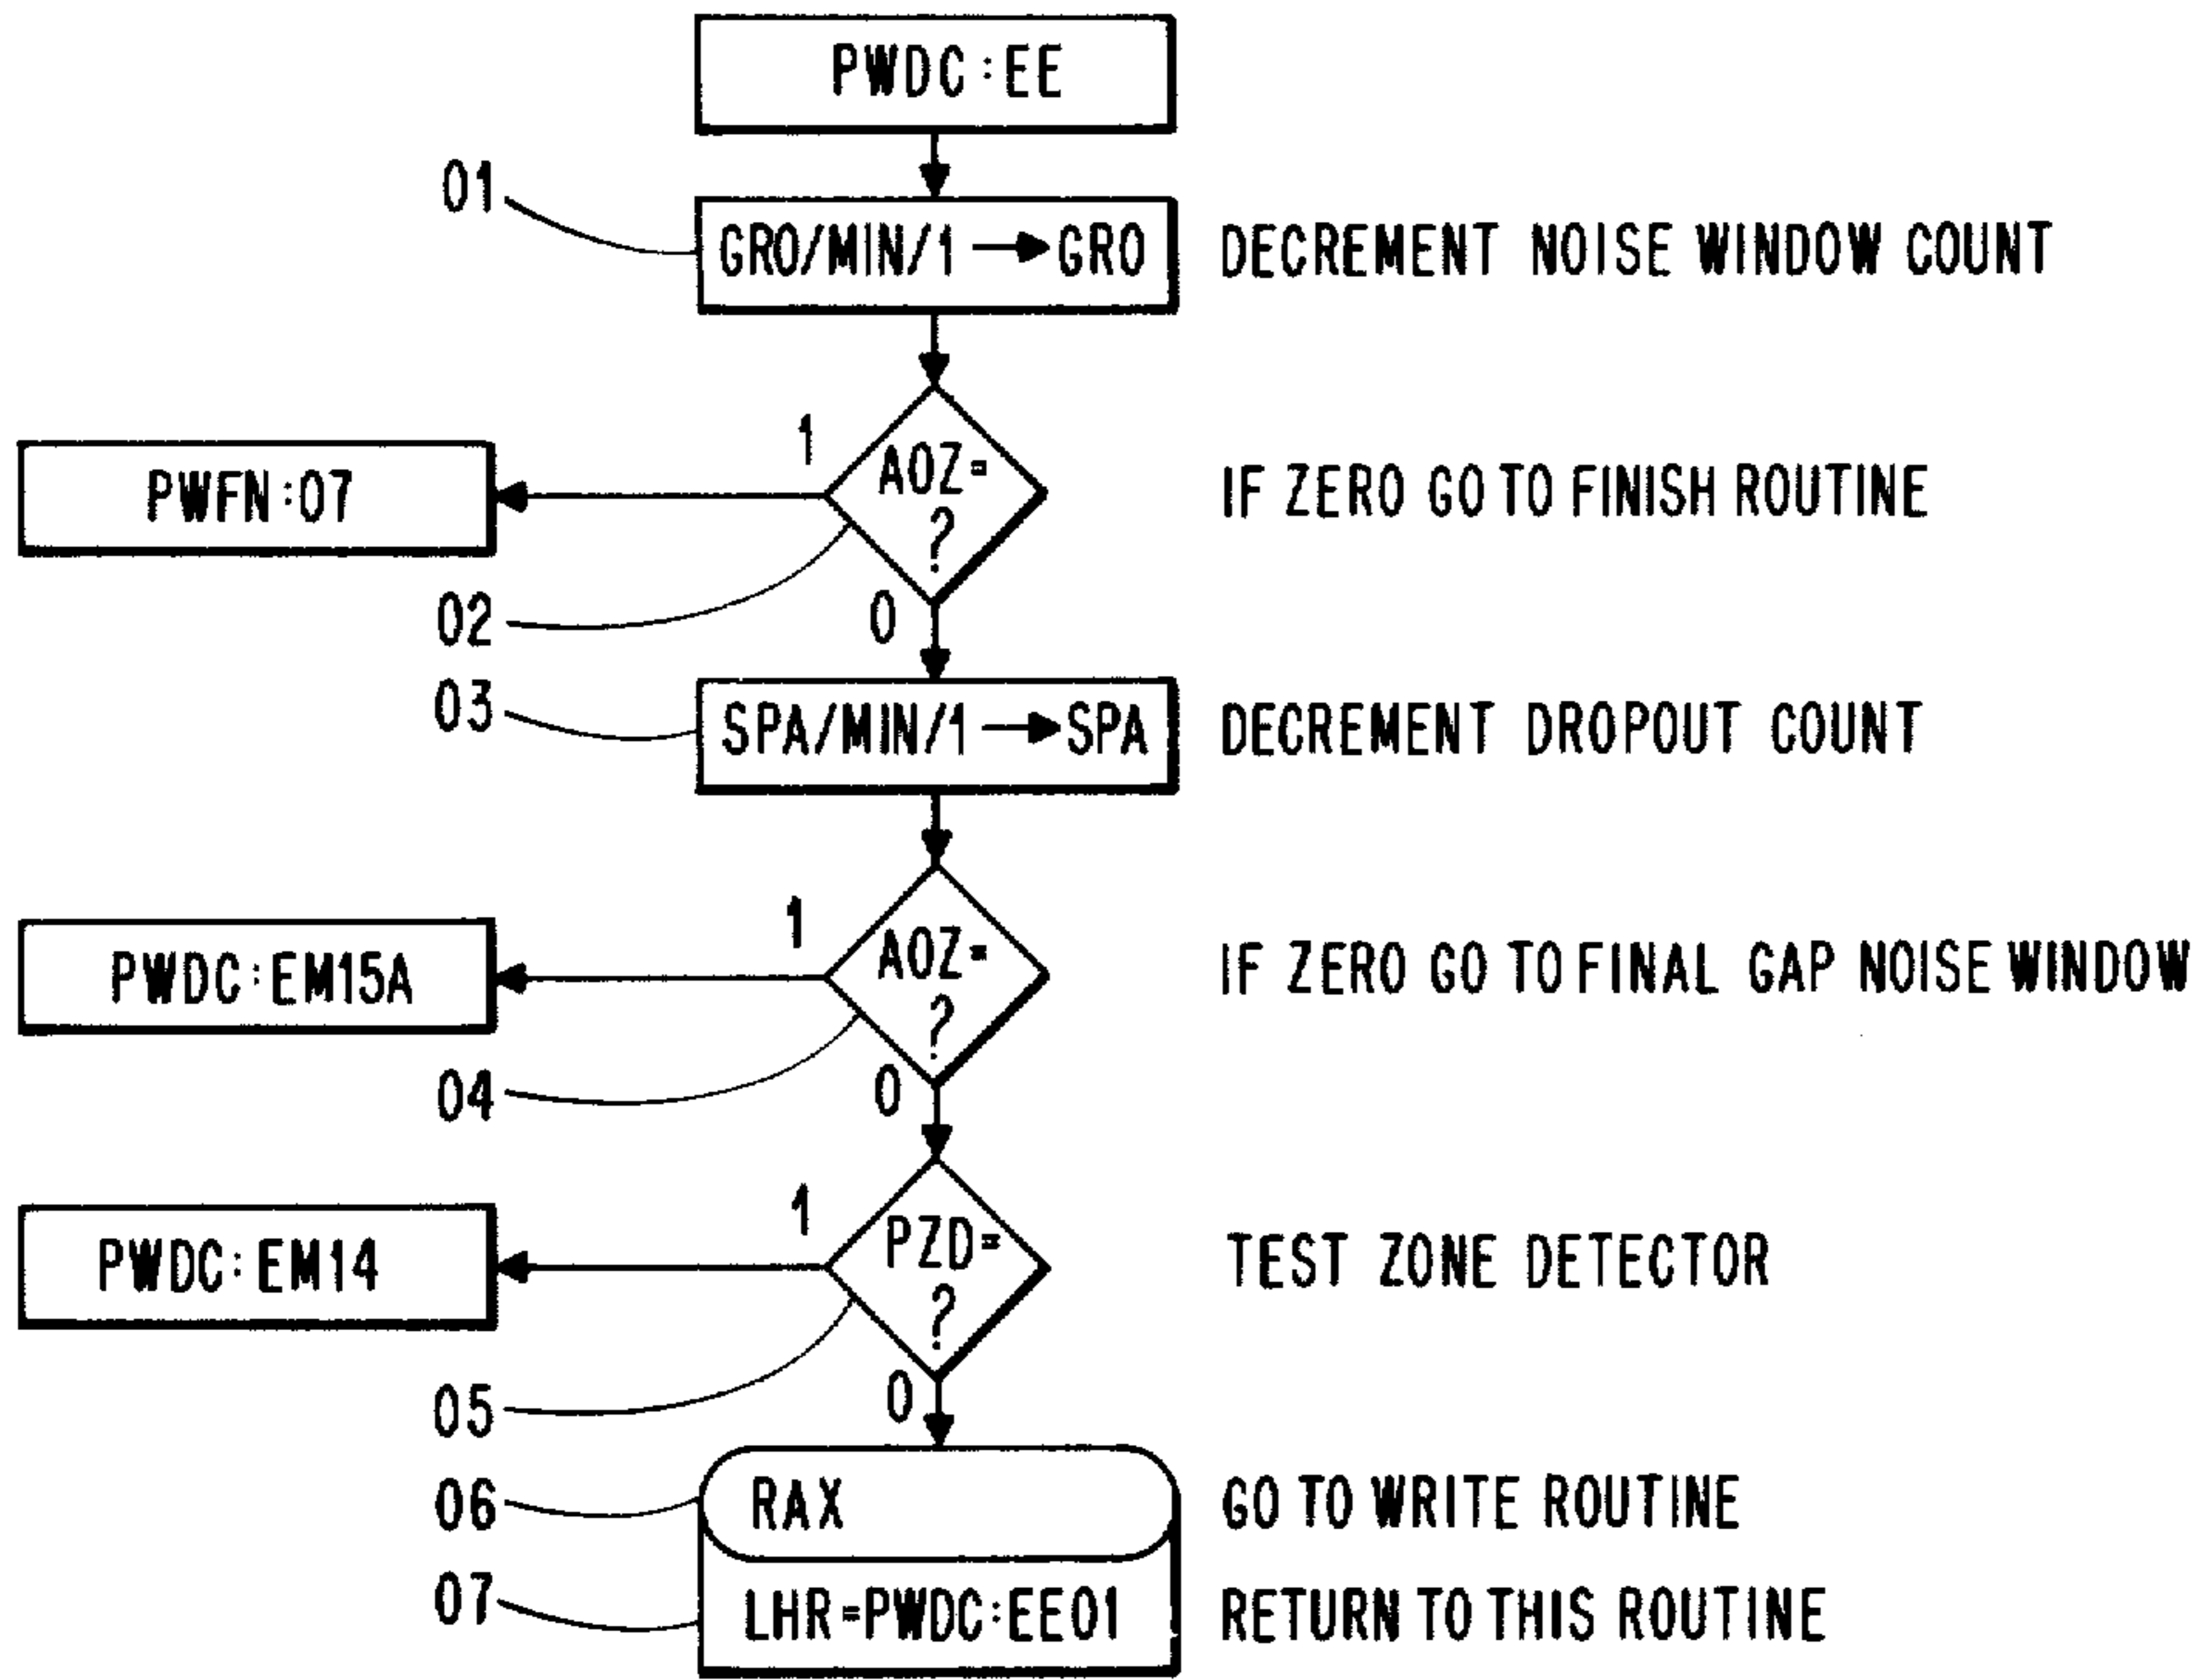 PWDC:EE
01
GRO/MIN/1 → GRO
DECREMENT NOISE WINDOW COUNT
1
AOZ=
?
PWFN:07
IF ZERO GO TO FINISH ROUTINE
02
0
03
SPA/MIN/1 → SPA
DECREMENT DROPOUT COUNT
1
AOZ=
?
PWDC:EM15A
IF ZERO GO TO FINAL GAP NOISE WINDOW
04
0
1
PZD=
?
PWDC:EM14
TEST ZONE DETECTOR
05
0
06
RAX
GO TO WRITE ROUTINE
07
LHR=PWDC:EE01
RETURN TO THIS ROUTINE